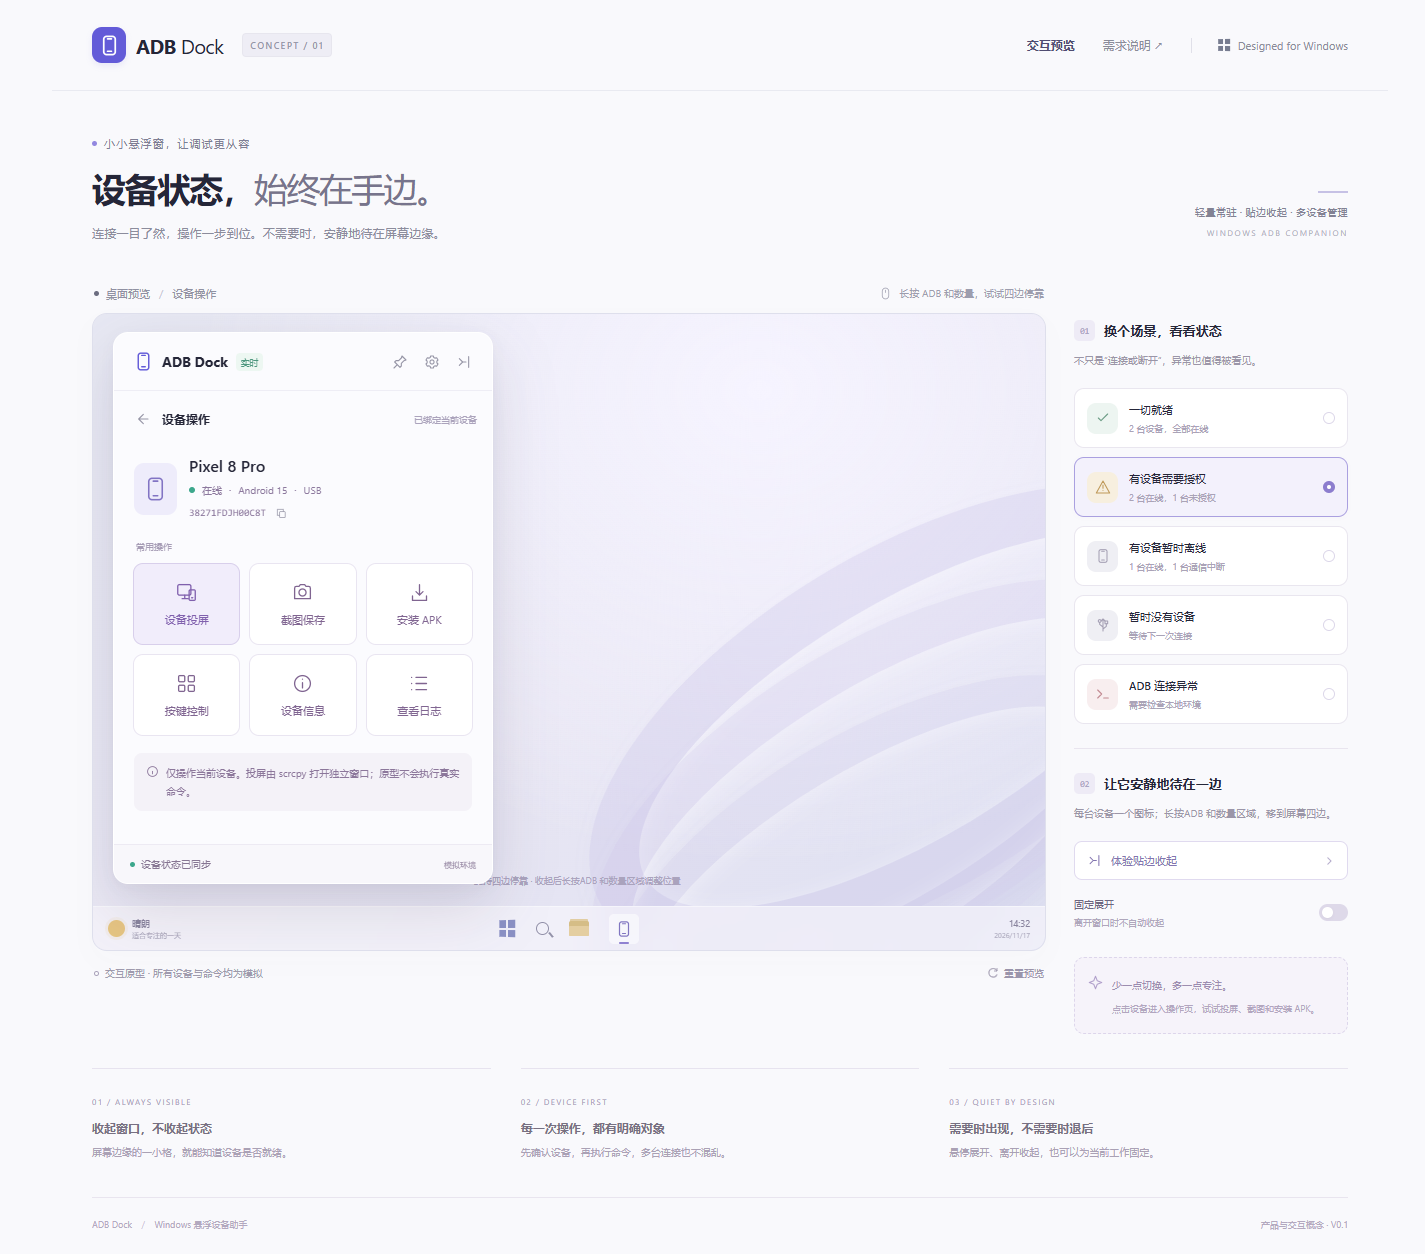 ADB Dock
CONCEPT / 01
交互预览
需求说明 ↗
Designed for Windows
小小悬浮窗，让调试更从容
设备状态，始终在手边。
连接一目了然，操作一步到位。不需要时，安静地待在屏幕边缘。
轻量常驻 · 贴边收起 · 多设备管理
WINDOWS ADB COMPANION
桌面预览 / 设备操作
长按 ADB 和数量，试试四边停靠
ADB Dock 实时
设备操作
已绑定当前设备
Pixel 8 Pro
在线 · Android 15 · USB
38271FDJH00C8T
常用操作
设备投屏
截图保存
安装 APK
按键控制
设备信息
查看日志
仅操作当前设备。投屏由 scrcpy 打开独立窗口；原型不会执行真实
命令。
设备状态已同步
模拟环境
四边停靠 · 收起后长按ADB 和数量区域调整位置
晴朗
适合专注的一天
14:32
2026/11/17
交互原型 · 所有设备与命令均为模拟
重置预览
01 换个场景，看看状态
不只是“连接或断开”，异常也值得被看见。
一切就绪
2 台设备，全部在线
有设备需要授权
2 台在线，1 台未授权
有设备暂时离线
1 台在线，1 台通信中断
暂时没有设备
等待下一次连接
ADB 连接异常
需要检查本地环境
02 让它安静地待在一边
每台设备一个图标；长按ADB 和数量区域，移到屏幕四边。
体验贴边收起
固定展开
离开窗口时不自动收起
少一点切换，多一点专注。
点击设备进入操作页，试试投屏、截图和安装 APK。
01 / ALWAYS VISIBLE
收起窗口，不收起状态
屏幕边缘的一小格，就能知道设备是否就绪。
02 / DEVICE FIRST
每一次操作，都有明确对象
先确认设备，再执行命令，多台连接也不混乱。
03 / QUIET BY DESIGN
需要时出现，不需要时退后
悬停展开、离开收起，也可以为当前工作固定。
ADB Dock / Windows 悬浮设备助手
产品与交互概念 · V0.1